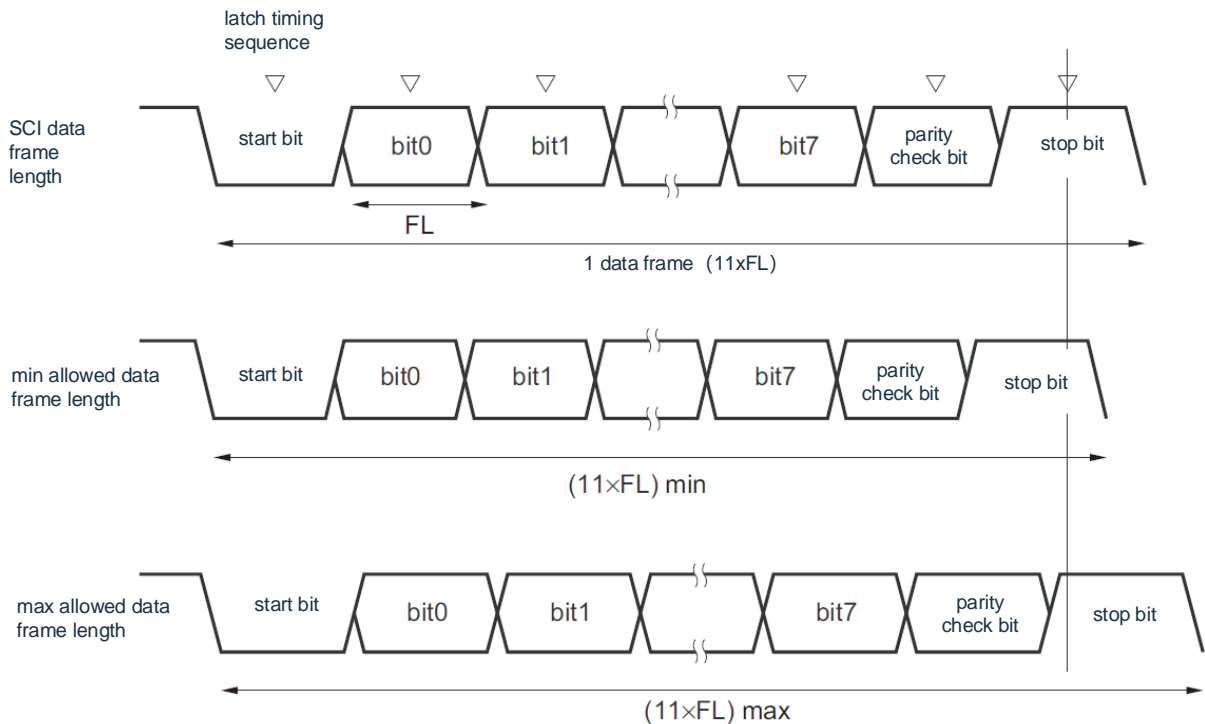 latch timing
sequence
SCI data
frame
length
start bit
bit0
bit1
bit7
parity
check bit
stop bit
FL
1 data frame (11xFL)
min allowed data
frame length
start bit
bit0
bit1
bit7
parity
check bit
stop bit
(11×FL) min
max allowed data
frame length
start bit
bit0
bit1
bit7
parity
check bit
stop bit
(11×FL) max